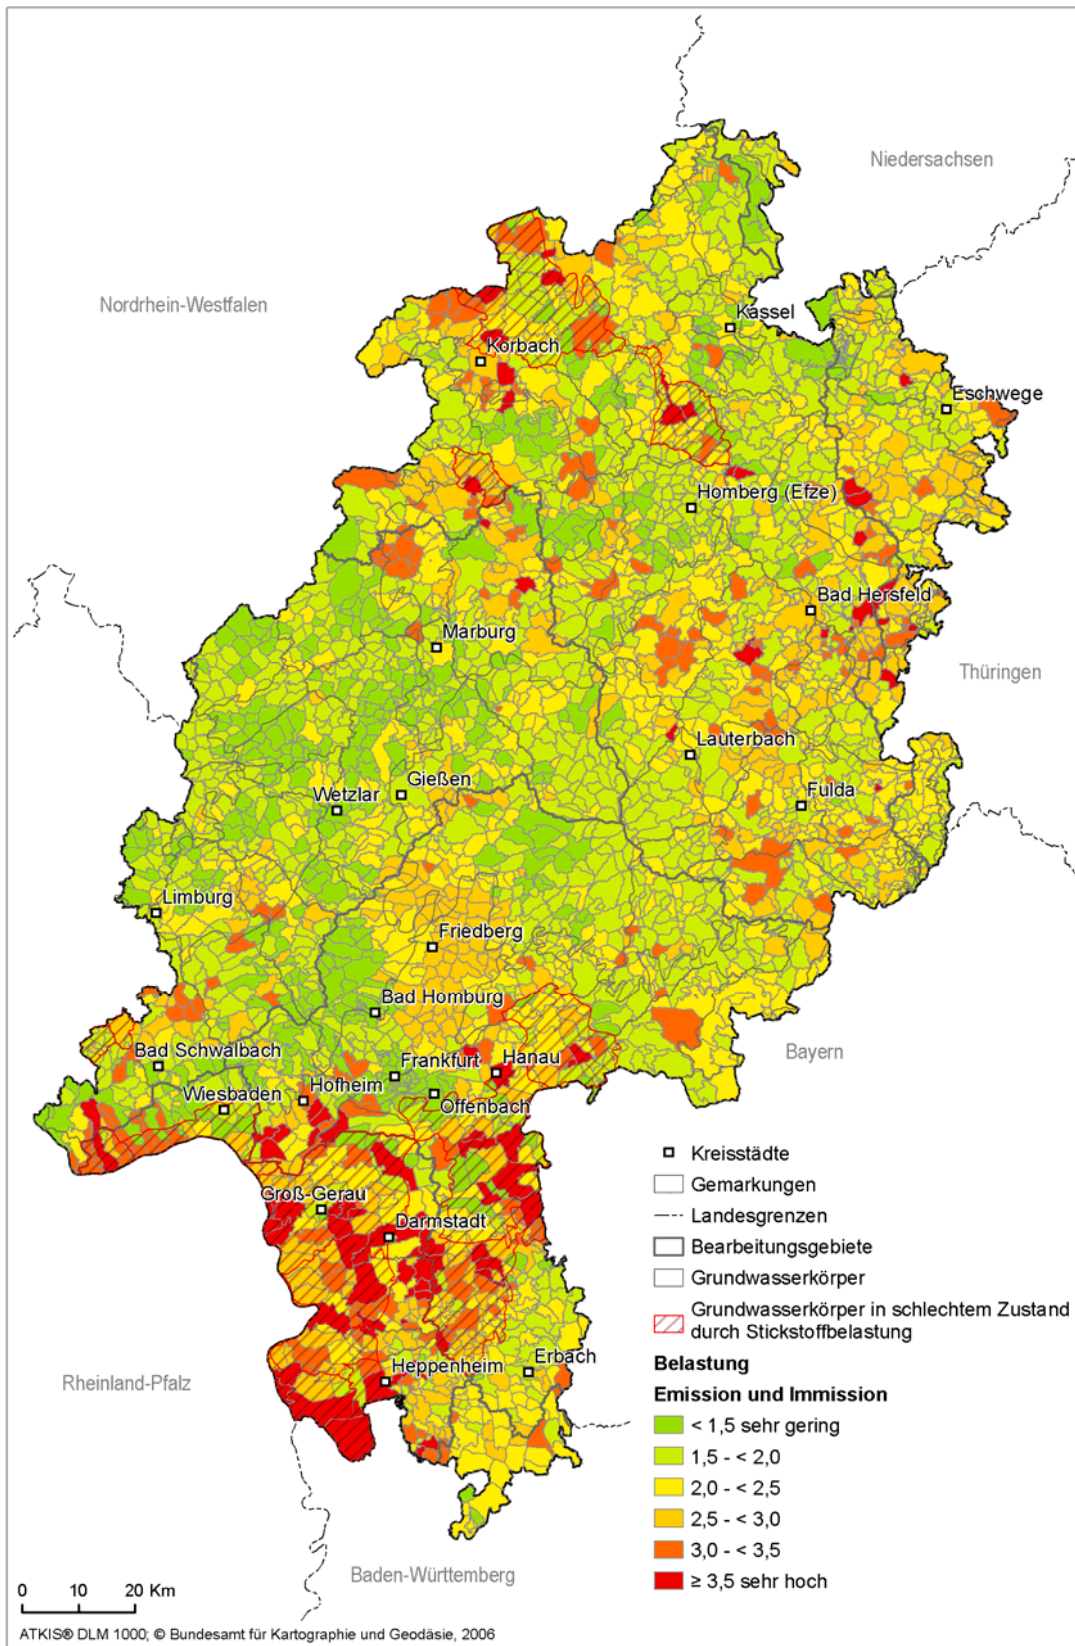 Niedersachsen
Nordrhein-Westfalen
Kassel
Korbach
Eschwege
Homberg (Efze)
Bad Hersfeld
Marburg
Thüringen
Lauterbach
Gießen
Wetzlar
Fulda
Limburg
Friedberg
Bad Homburg
Bad Schwalbach
Frankfurt
Hanau
Bayern
Wiesbaden
Hofheim
Offenbach
Groß-Gerau
Darmstadt
Heppenheim
Erbach
Rheinland-Pfalz
Baden-Württemberg
Kreisstädte
Gemarkungen
Landesgrenzen
Bearbeitungsgebiete
Grundwasserkörper
Grundwasserkörper in schlechtem Zustand
durch Stickstoffbelastung
Belastung
Emission und Immission
< 1,5 sehr gering
1,5 - < 2,0
2,0 - < 2,5
2,5 - < 3,0
3,0 - < 3,5
≥ 3,5 sehr hoch
0 10 20 Km
ATKIS® DLM 1000; © Bundesamt für Kartographie und Geodäsie, 2006